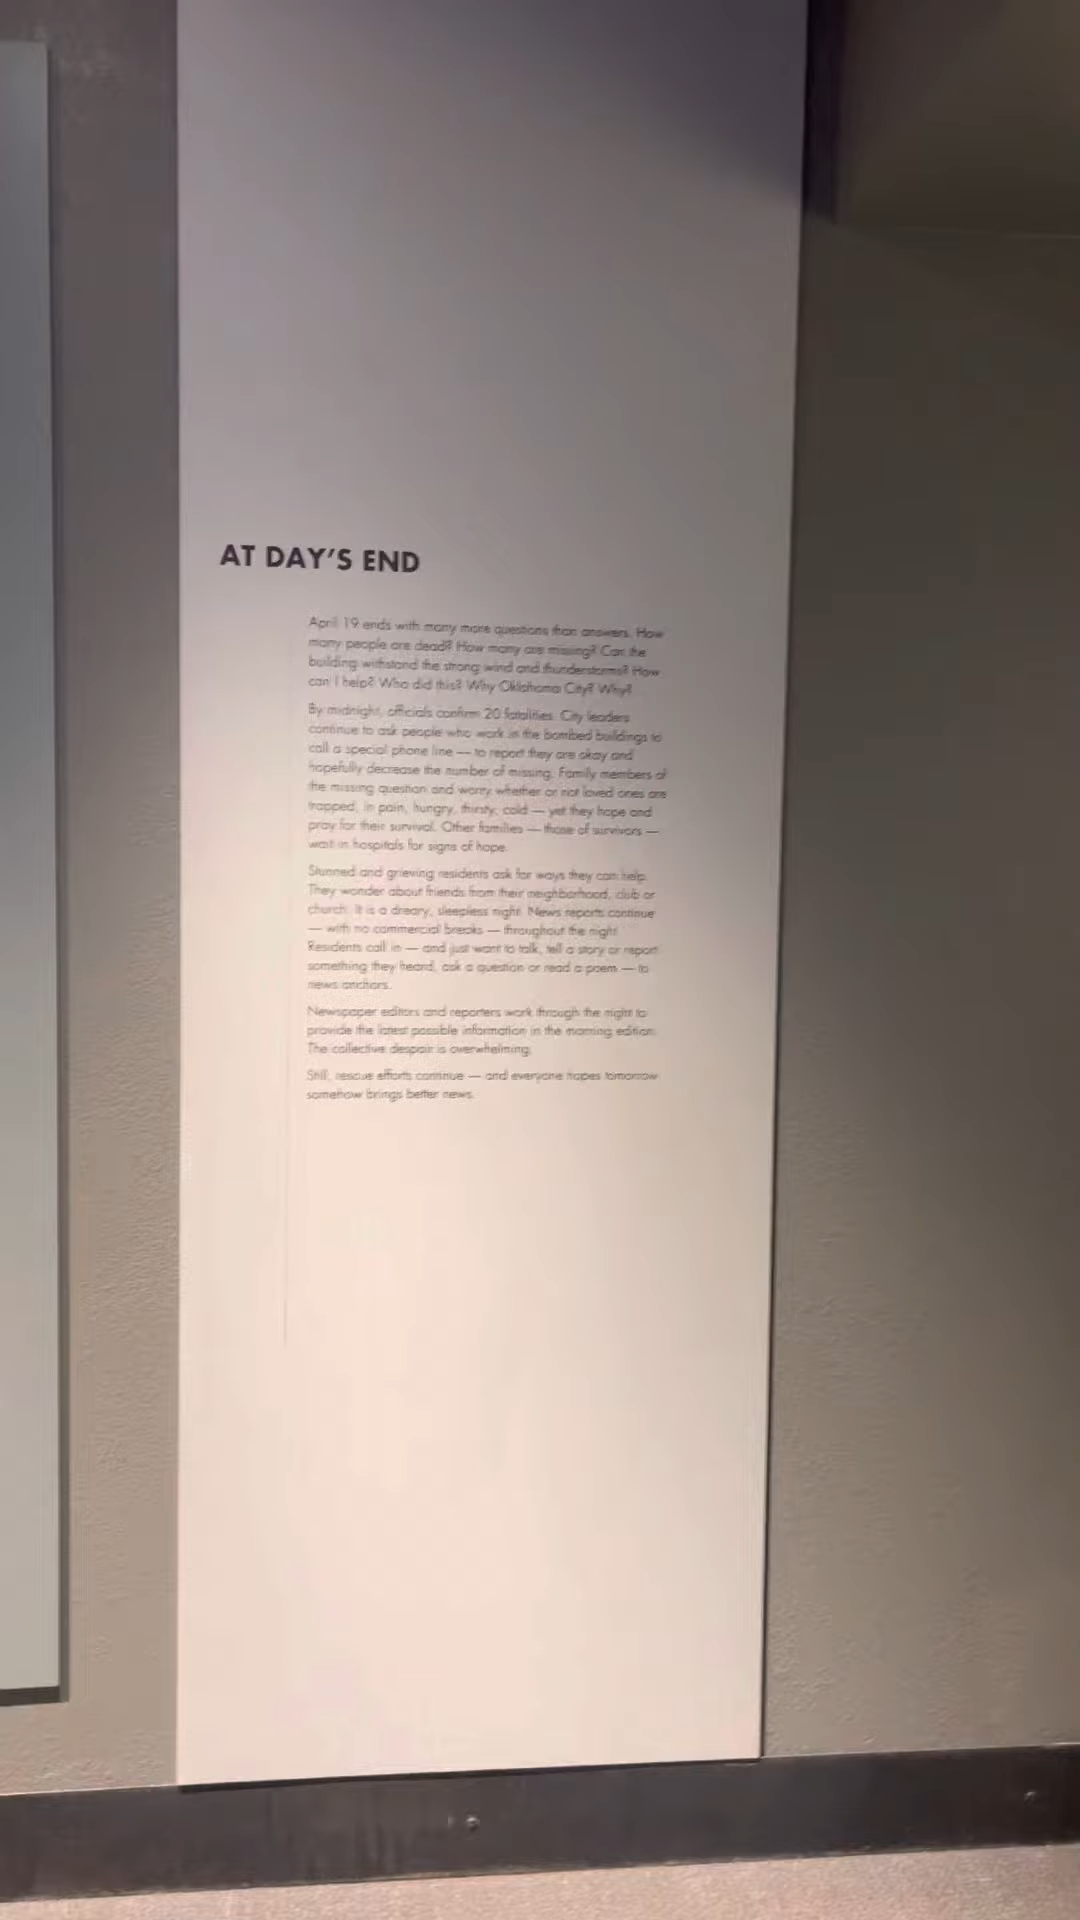 AT DAY'S END
April 19 ends with many more questions than answers. How
many people are dead? How many are missing? Can the
building withstand the strong wind and thunderstorms? How
can I help? Who did this? Why Oklahoma City? Why?
By midnight, officials confirm 20 fatalities. City leaders
continue to ask people who work in the bombed buildings to
call a special phone line — to report they are okay and
hopefully decrease the number of missing. Family members of
the missing question and worry whether or not loved ones are
trapped, in pain, hungry, thirsty, cold — yet they hope and
pray for their survival. Other families — those of survivors —
wait in hospitals for signs of hope.
Stunned and grieving residents ask for ways they can help.
They wonder about friends from their neighborhood, club or
church. It is a dreary, sleepless night. News reports continue
— with no commercial breaks — throughout the night.
Residents call in — and just want to talk, tell a story or report
something they heard, ask a question or read a poem — to
news anchors.
Newspaper editors and reporters work through the night to
provide the latest possible information in the morning edition.
The collective despair is overwhelming.
Still, rescue efforts continue — and everyone hopes tomorrow
somehow brings better news.